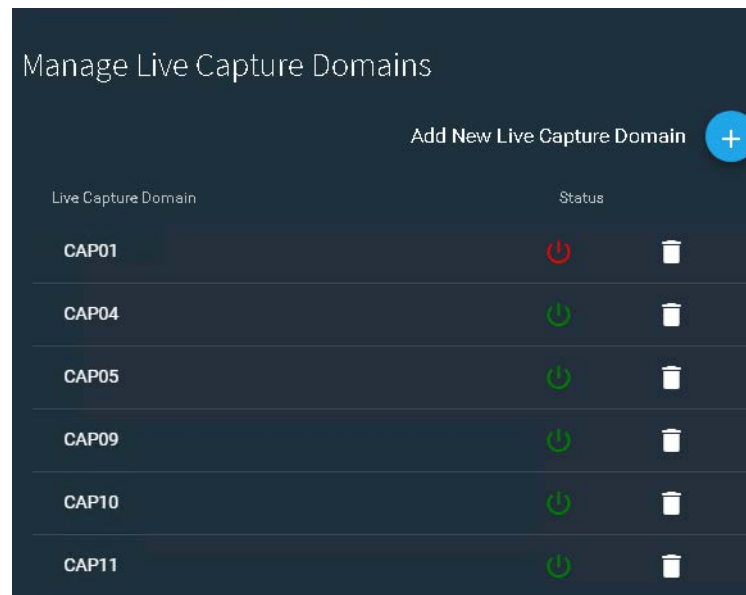 Manage Live Capture Domains
Add New Live Capture Domain
Live Capture Domain Status
CAP01
CAP04
CAP05
CAP09
CAP10
CAP11